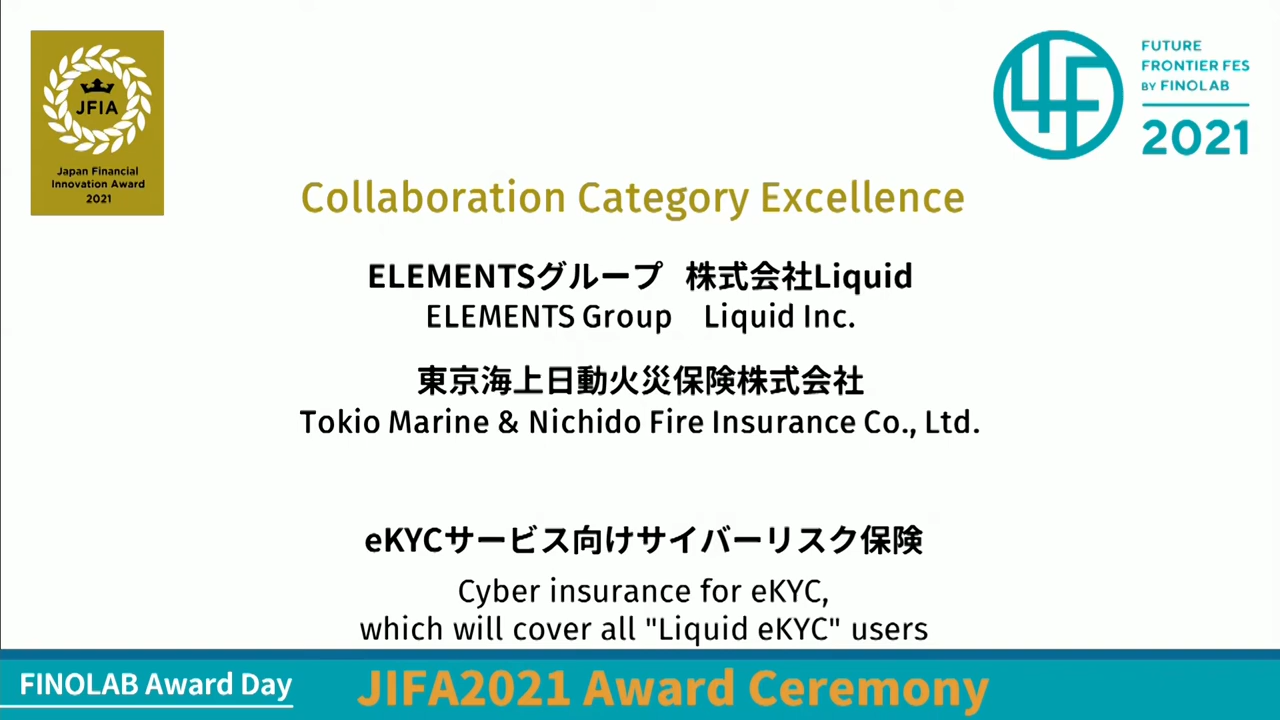 JFIA
Japan Financial
Innovation Award
2021
FUTURE
FRONTIER FES
BY FINOLAB
2021
Collaboration Category Excellence
ELEMENTSグループ 株式会社Liquid
ELEMENTS Group Liquid Inc.
東京海上日動火災保険株式会社
Tokio Marine & Nichido Fire Insurance Co., Ltd.
eKYCサービス向けサイバーリスク保険
Cyber insurance for eKYC,
which will cover all "Liquid eKYC" users
FINOLAB Award Day
JIFA2021 Award Ceremony